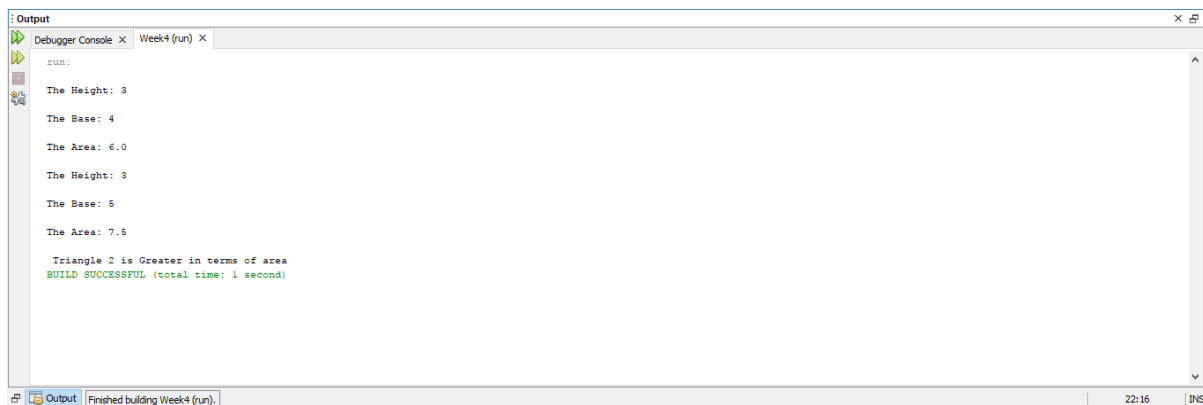 Output
Debugger Console
Week4 (run)
run:
The Height: 3
The Base: 4
The Area: 6.0
The Height: 3
The Base: 5
The Area: 7.5
Triangle 2 is Greater in terms of area
BUILD SUCCESSFUL (total time: 1 second)
Output
Finished building Week4 (run).
22:16
INS